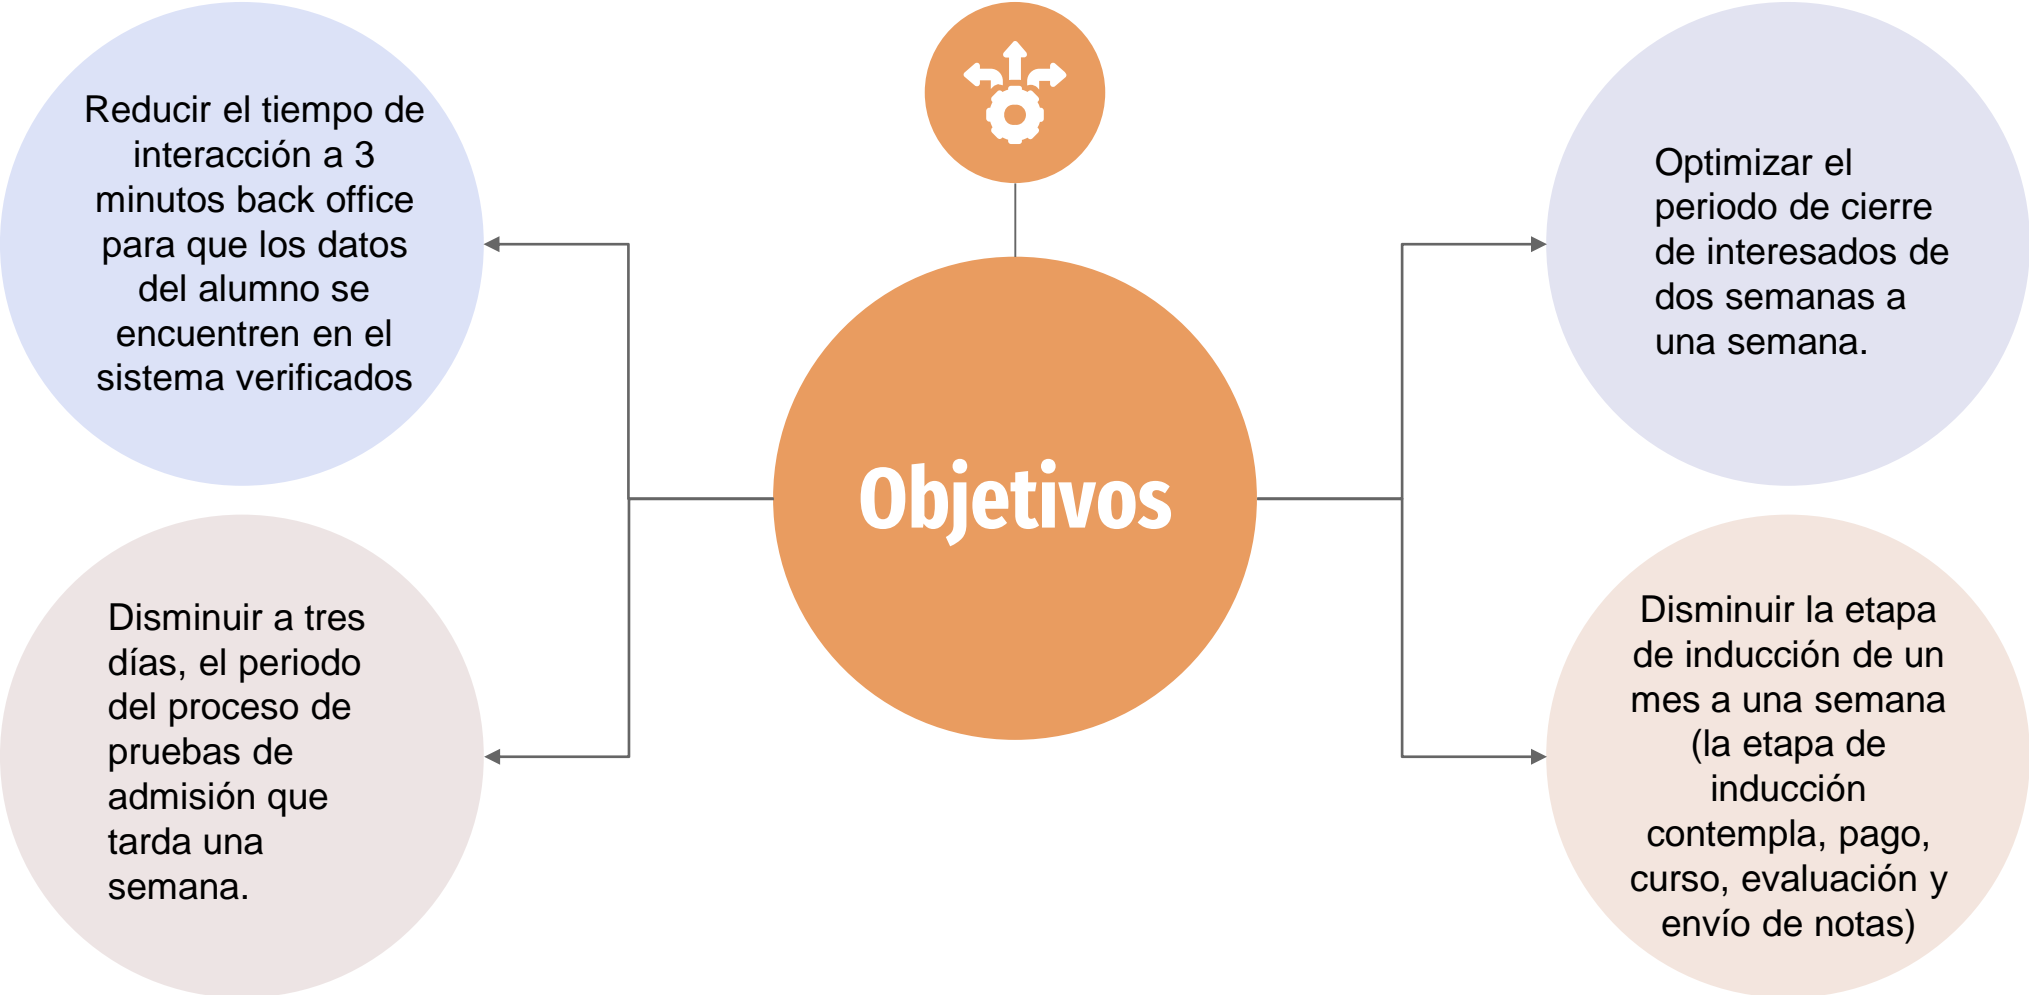 Reducir el tiempo de
interacción a 3
minutos back office
para que los datos
del alumno se
encuentren en el
sistema verificados
Optimizar el
periodo de cierre
de interesados de
dos semanas a
una semana.
Objetivos
Disminuir a tres
días, el periodo
del proceso de
pruebas de
admisión que
tarda una
semana.
Disminuir la etapa
de inducción de un
mes a una semana
(la etapa de
inducción
contempla, pago,
curso, evaluación y
envío de notas)